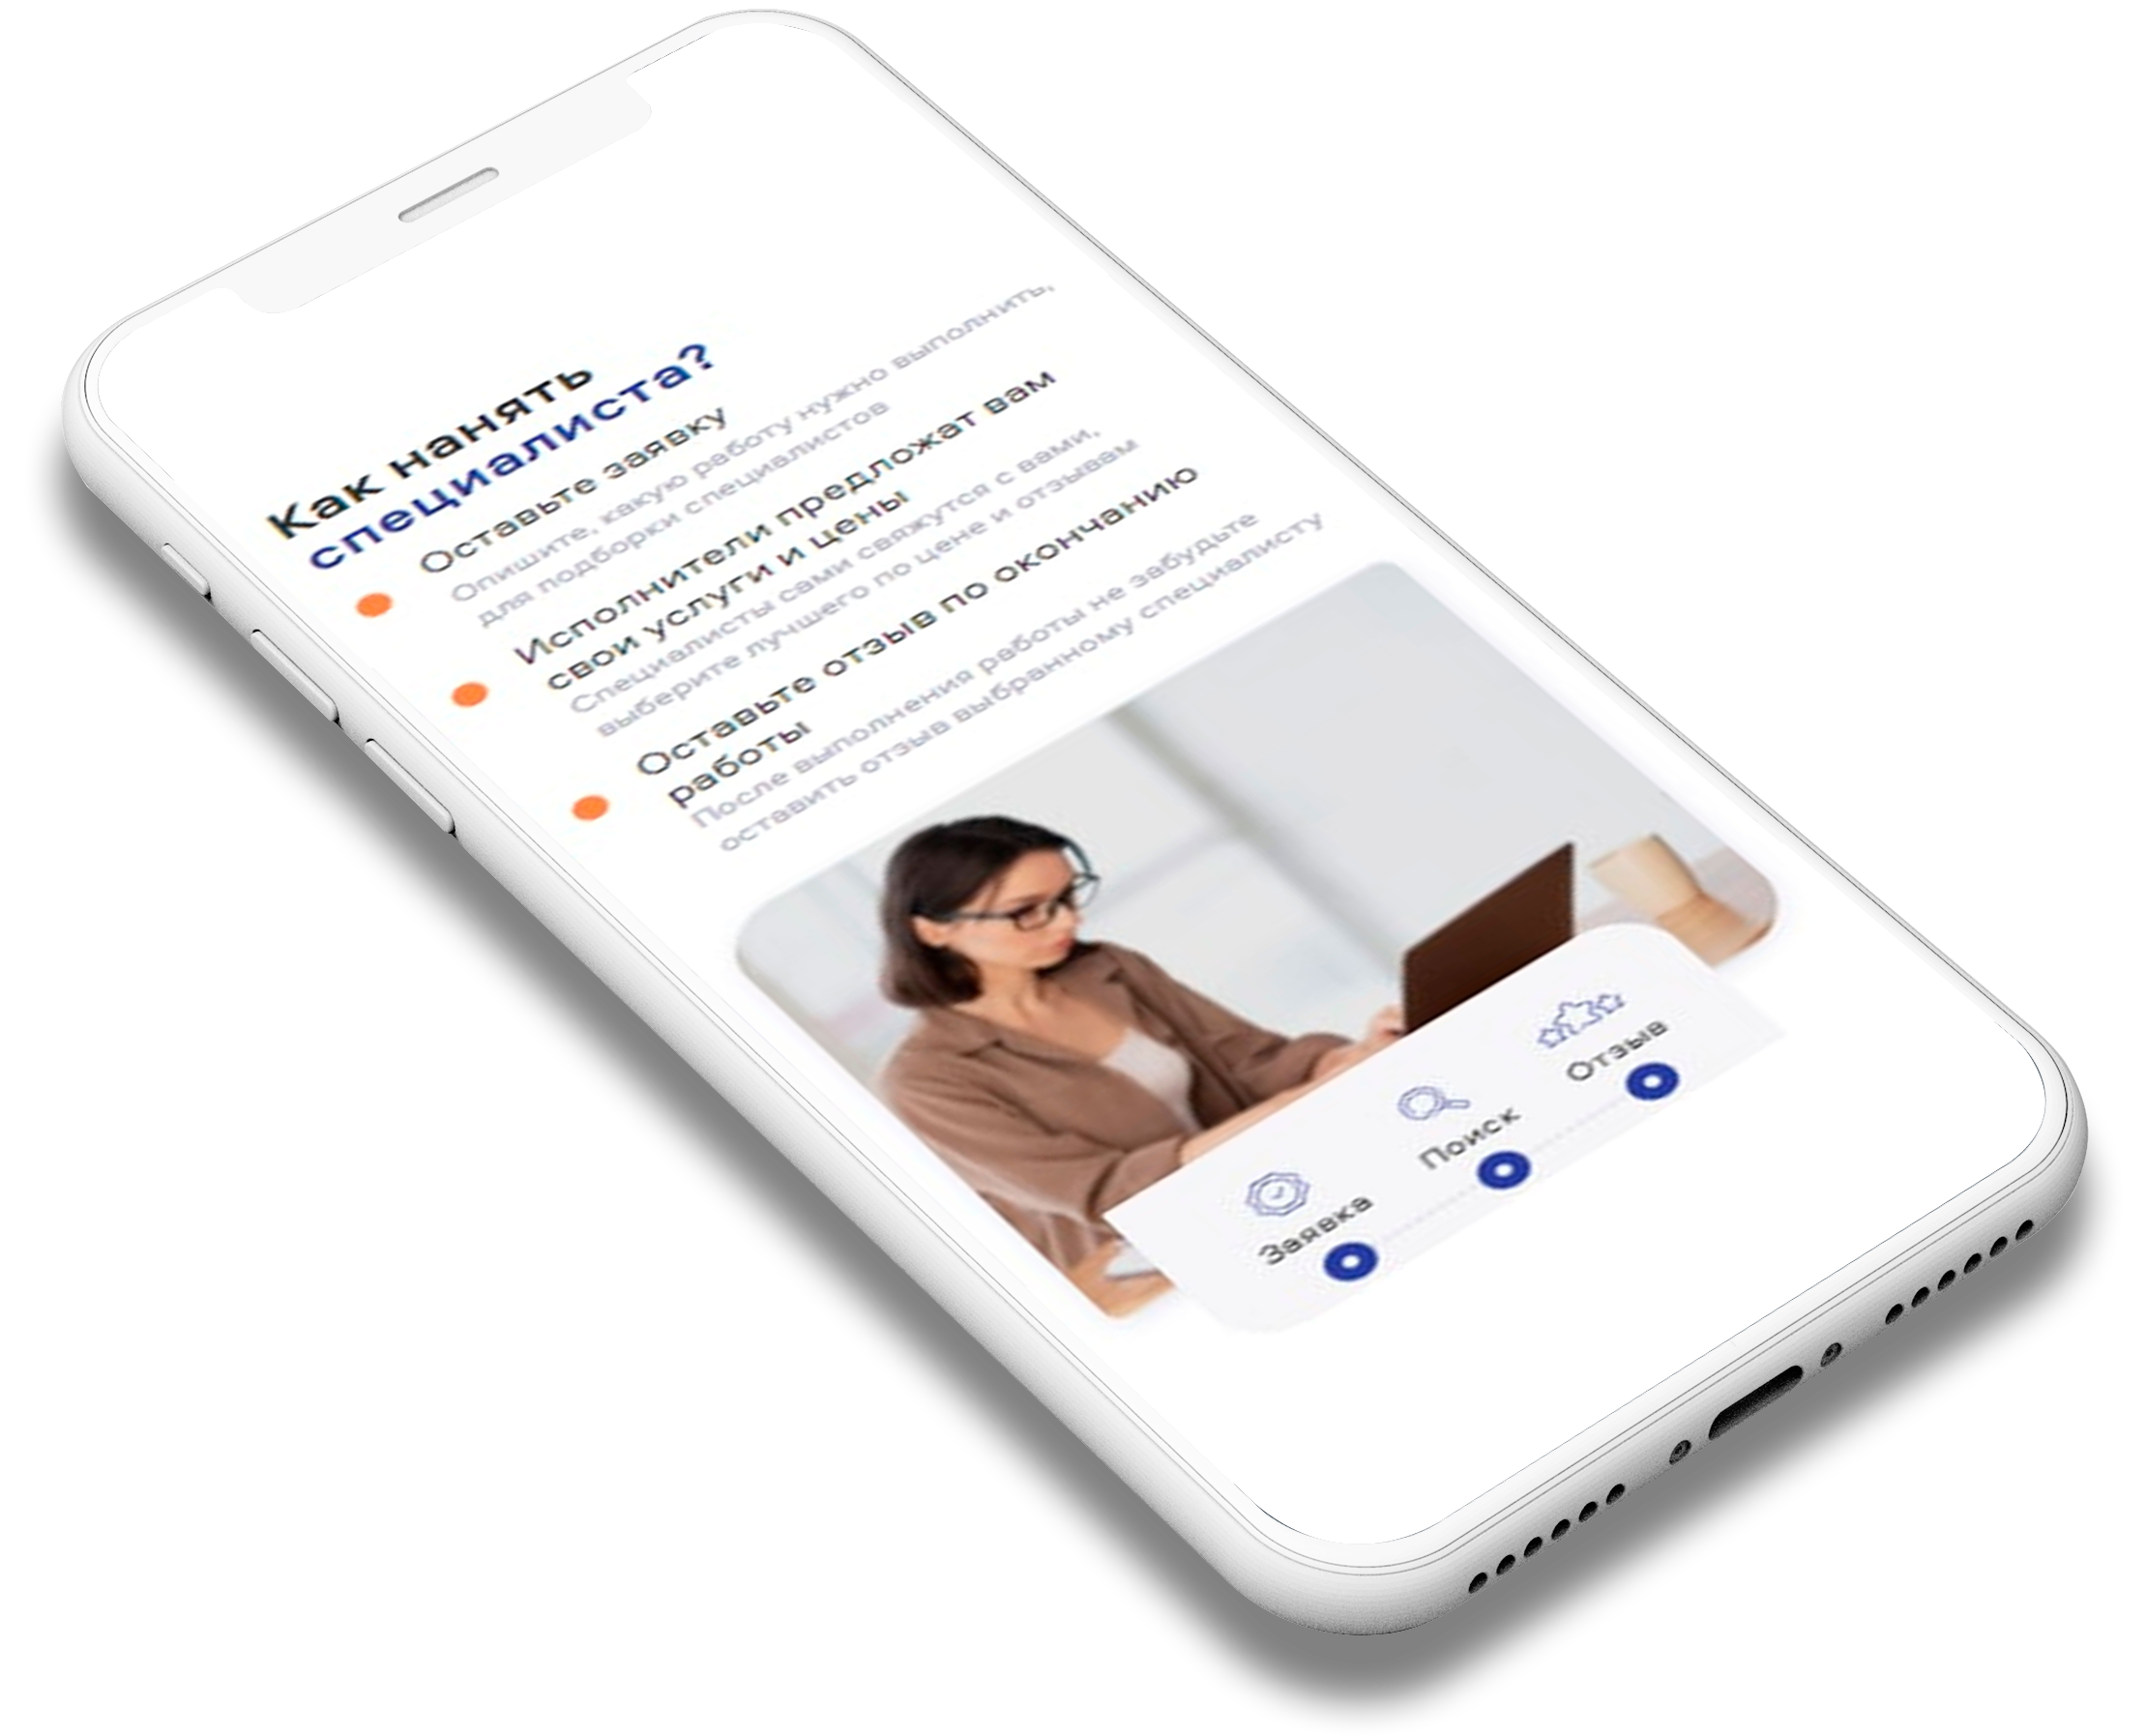 Как нанять
специалиста?
Оставьте заявку
Опишите, какую работу нужно выполнить,
для подборки специалистов
Исполнители предложат вам
свои услуги и цены
Специалисты сами свяжутся с вами,
выберите лучшего по цене и отзывам
Оставьте отзыв по окончанию
работы
После выполнения работы не забудьте
оставить отзыв выбранному специалисту
Заявка
Поиск
Отзыв